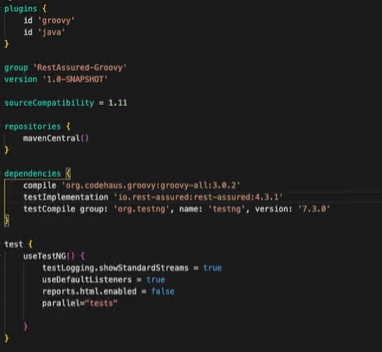 plugins {
id 'groovy'
id 'java'
}
group 'RestAssured-Groovy'
version '1.0-SNAPSHOT'
sourceCompatibility = 1.11
repositories {
mavenCentral()
}
dependencies {
compile 'org.codehaus.groovy:groovy-all:3.0.2'
testImplementation 'io.rest-assured:rest-assured:4.3.1'
testCompile group: 'org.testng', name: 'testng', version: '7.3.0'
}
test {
useTestNG() {
testLogging.showStandardStreams = true
useDefaultListeners = true
reports.html.enabled = false
parallel="tests"
}
}